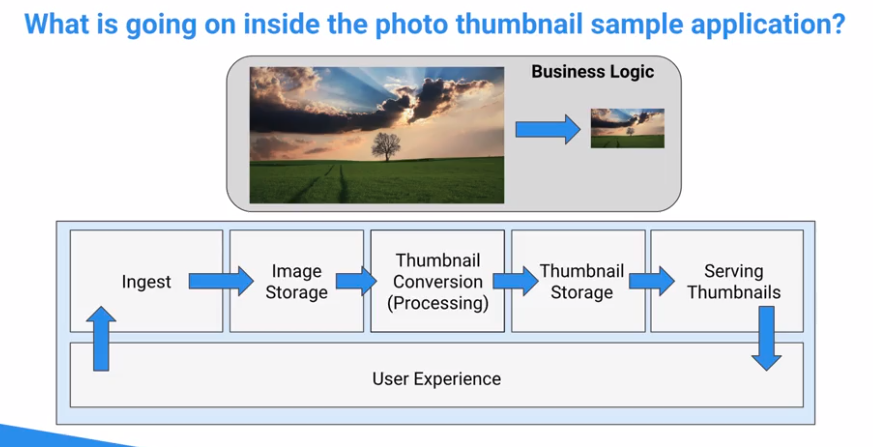 What is going on inside the photo thumbnail sample application?
Business Logic
Ingest
Image
Storage
Thumbnail
Conversion
(Processing)
Thumbnail
Storage
Serving
Thumbnails
User Experience